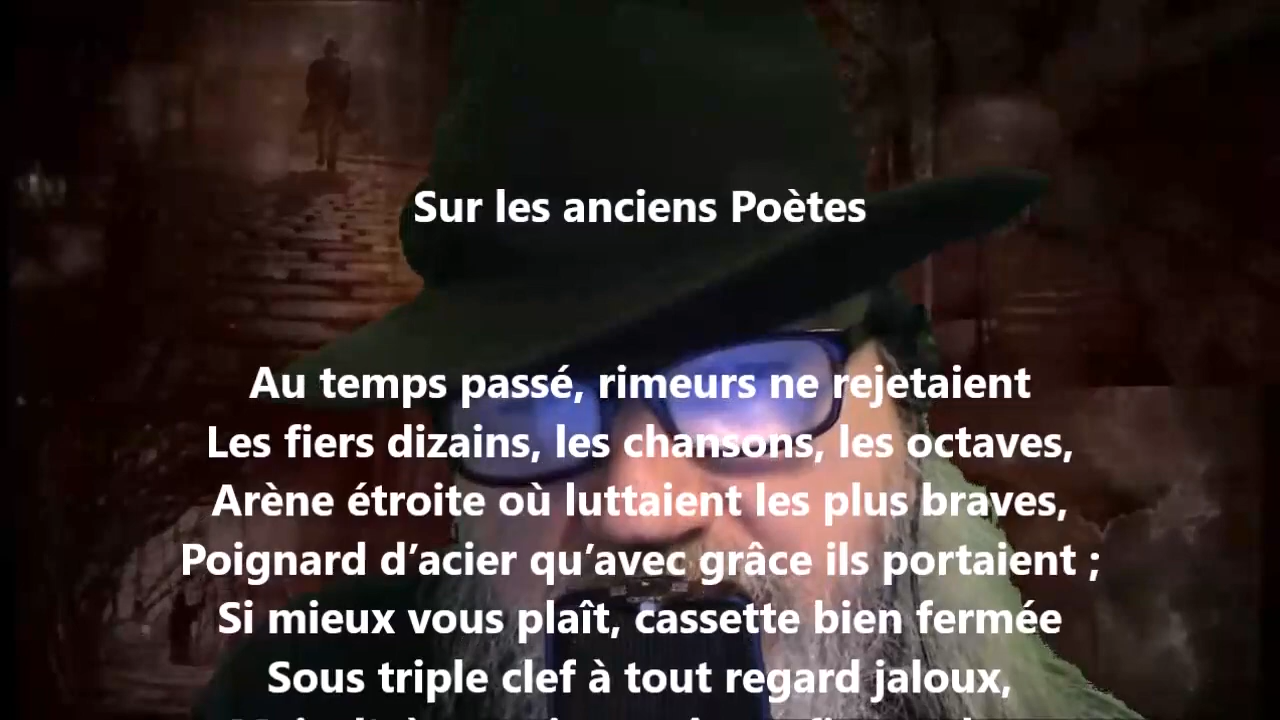 Sur les anciens Poètes
Au temps passé, rimeurs ne rejetaient
Les fiers dizains, les chansons, les octaves,
Arène étroite où luttaient les plus braves,
Poignard d’acier qu’avec grâce ils portaient ;
Si mieux vous plaît, cassette bien fermée
Sous triple clef à tout regard jaloux,